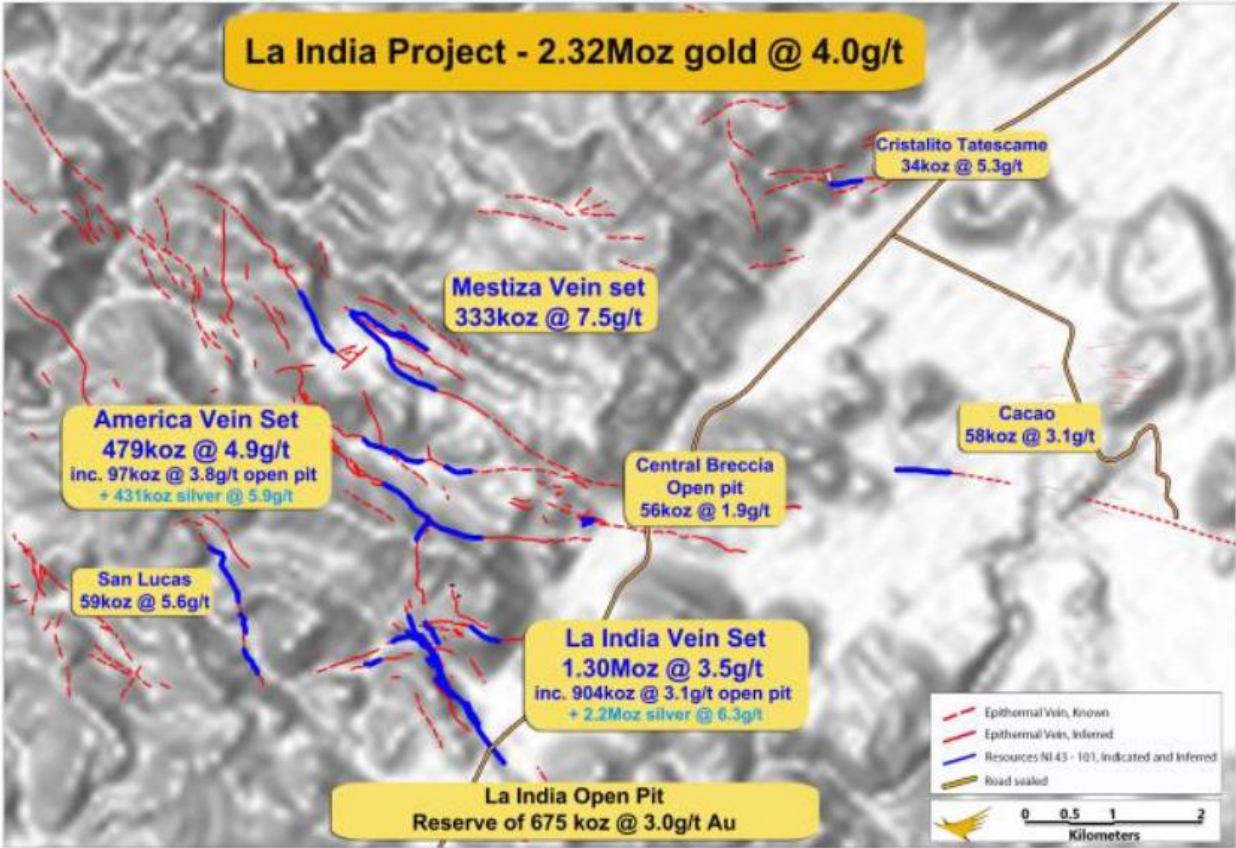 La India Project - 2.32Moz gold @ 4.0g/t
Cristalito Tatescame
34koz @ 5.3g/t
Mestiza Vein set
333koz @ 7.5g/t
America Vein Set
479koz @ 4.9g/t
inc. 97koz @ 3.8g/t open pit
+ 431koz silver @ 5.9g/t
Cacao
58koz @ 3.1g/t
Central Breccia
Open pit
56koz @ 1.9g/t
San Lucas
59koz @ 5.6g/t
La India Vein Set
1.30Moz @ 3.5g/t
inc. 904koz @ 3.1g/t open pit
+ 2.2Moz silver @ 6.3g/t
La India Open Pit
Reserve of 675 koz @ 3.0g/t Au
Epithermal Vein, Known
Epithermal Vein, Inferred
Resources NI 43 - 101, Indicated and Inferred
Road sealed
0 0.5 1 2
Kilometers